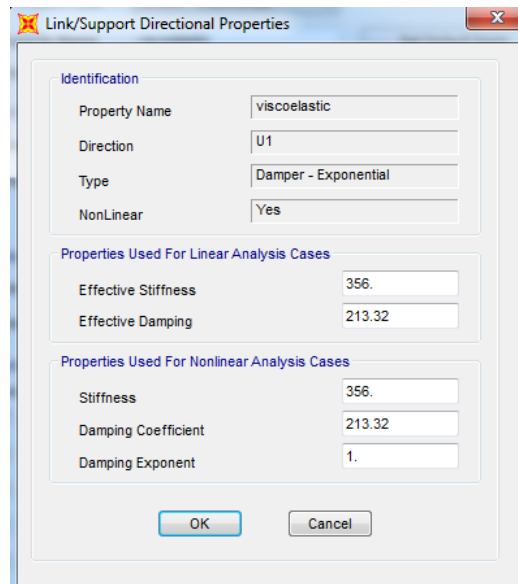 Link/Support Directional Properties
Identification
Property Name viscoelastic
Direction U1
Type Damper - Exponential
NonLinear Yes
Properties Used For Linear Analysis Cases
Effective Stiffness 356.
Effective Damping 213.32
Properties Used For Nonlinear Analysis Cases
Stiffness 356.
Damping Coefficient 213.32
Damping Exponent 1.
OK Cancel